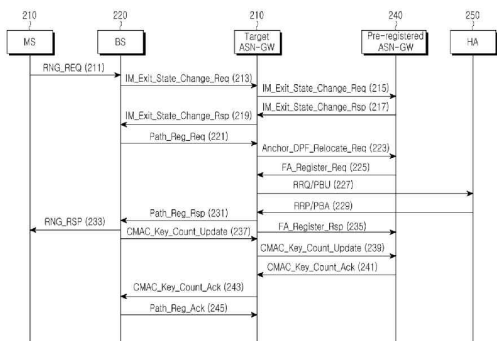 210
220
210
240
250
MS
BS
Target
ASN-GW
Pre-registered
ASN-GW
HA
RNG_REQ (211)
IM_Exit_State_Change_Req (213)
IM_Exit_State_Change_Req (215)
IM_Exit_State_Change_Rsp (217)
IM_Exit_State_Change_Rsp (219)
Path_Reg_Req (221)
Anchor_DPF_Relocate_Req (223)
FA_Register_Req (225)
RRQ/PBU (227)
RRP/PBA (229)
Path_Reg_Rsp (231)
RNG_RSP (233)
FA_Register_Rsp (235)
CMAC_Key_Count_Update (237)
CMAC_Key_Count_Update (239)
CMAC_Key_Count_Ack (241)
CMAC_Key_Count_Ack (243)
Path_Reg_Ack (245)